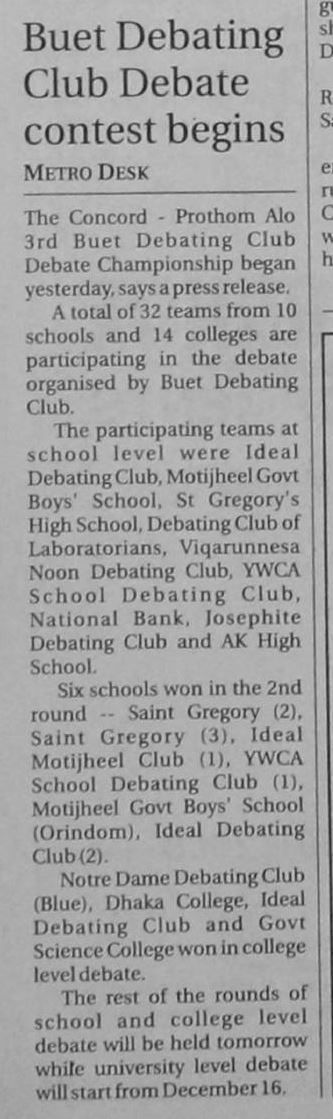 Buet Debating
Club Debate
contest begins
METRO DESK
The Concord - Prothom Alo
3rd Buet Debating Club
Debate Championship began
yesterday, says a press release.
A total of 32 teams from 10
schools and 14 colleges are
participating in the debate
organised by Buet Debating
Club.
The participating teams at
school level were Ideal
Debating Club, Motijheel Govt
Boys' School, St Gregory's
High School, Debating Club of
Laboratorians, Viqarunnesa
Noon Debating Club, YWCA
School Debating Club,
National Bank, Josephite
Debating Club and AK High
School.
Six schools won in the 2nd
round -- Saint Gregory (2),
Saint Gregory (3), Ideal
Motijheel Club (1), YWCA
School Debating Club (1),
Motijheel Govt Boys' School
(Orindom), Ideal Debating
Club (2).
Notre Dame Debating Club
(Blue), Dhaka College, Ideal
Debating Club and Govt
Science College won in college
level debate.
The rest of the rounds of
school and college level
debate will be held tomorrow
while university level debate
will start from December 16.